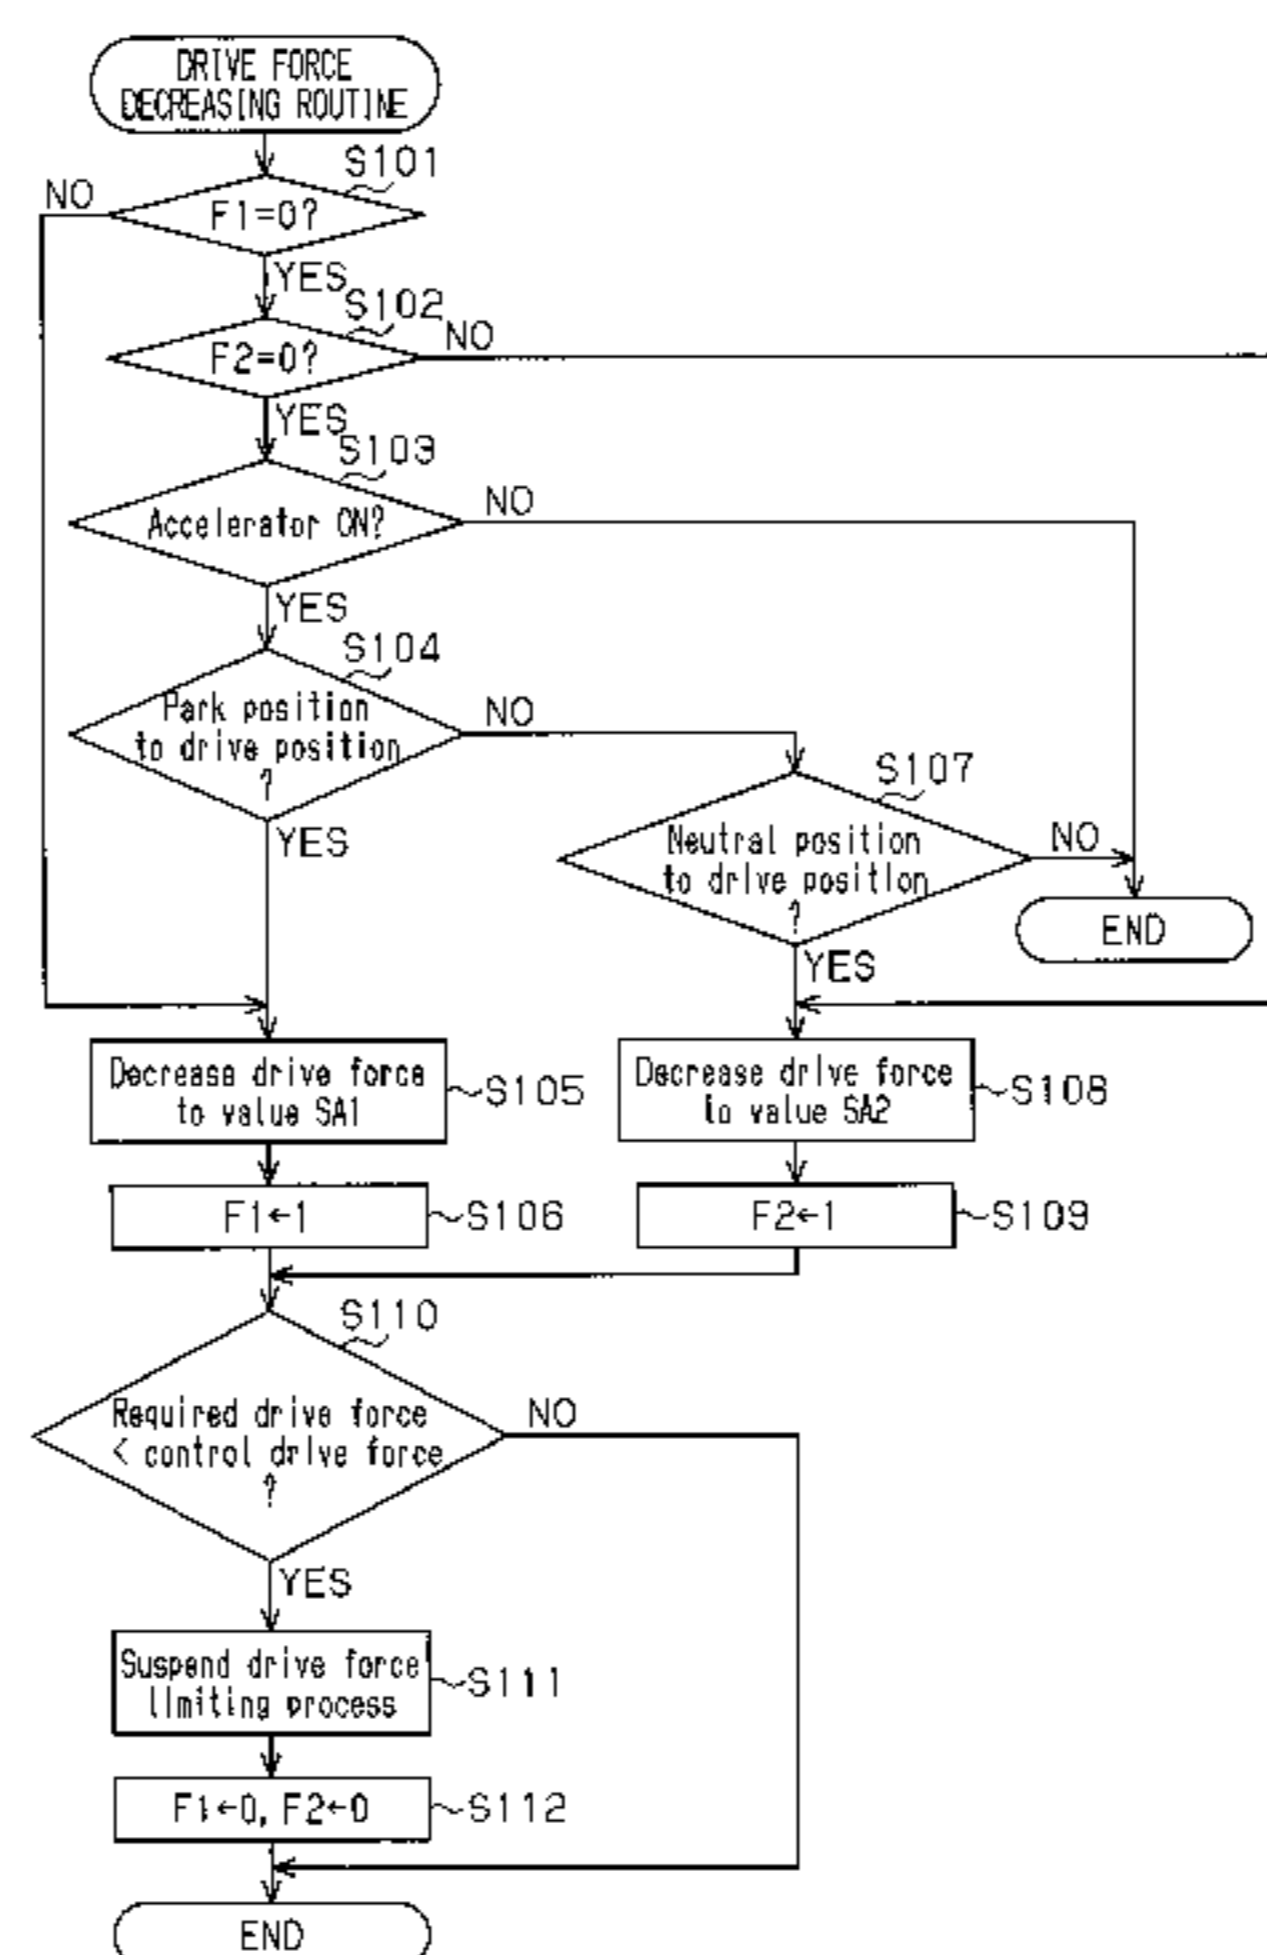 DRIVE FORCE
DECREASING ROUTINE
S101
NO
F1=0?
YES
S102
NO
F2=0?
YES
S103
NO
Accelerator ON?
YES
S104
Park position
to drive position
?
NO
YES
S107
Neutral position
to drive position
?
NO
YES
END
Decrease drive force
to value SA1
S105
Decrease drive force
to value SA2
S108
F1←1
S106
F2←1
S109
S110
Required drive force
< control drive force
?
NO
YES
Suspend drive force
limiting process
S111
F1←0, F2←0
S112
END